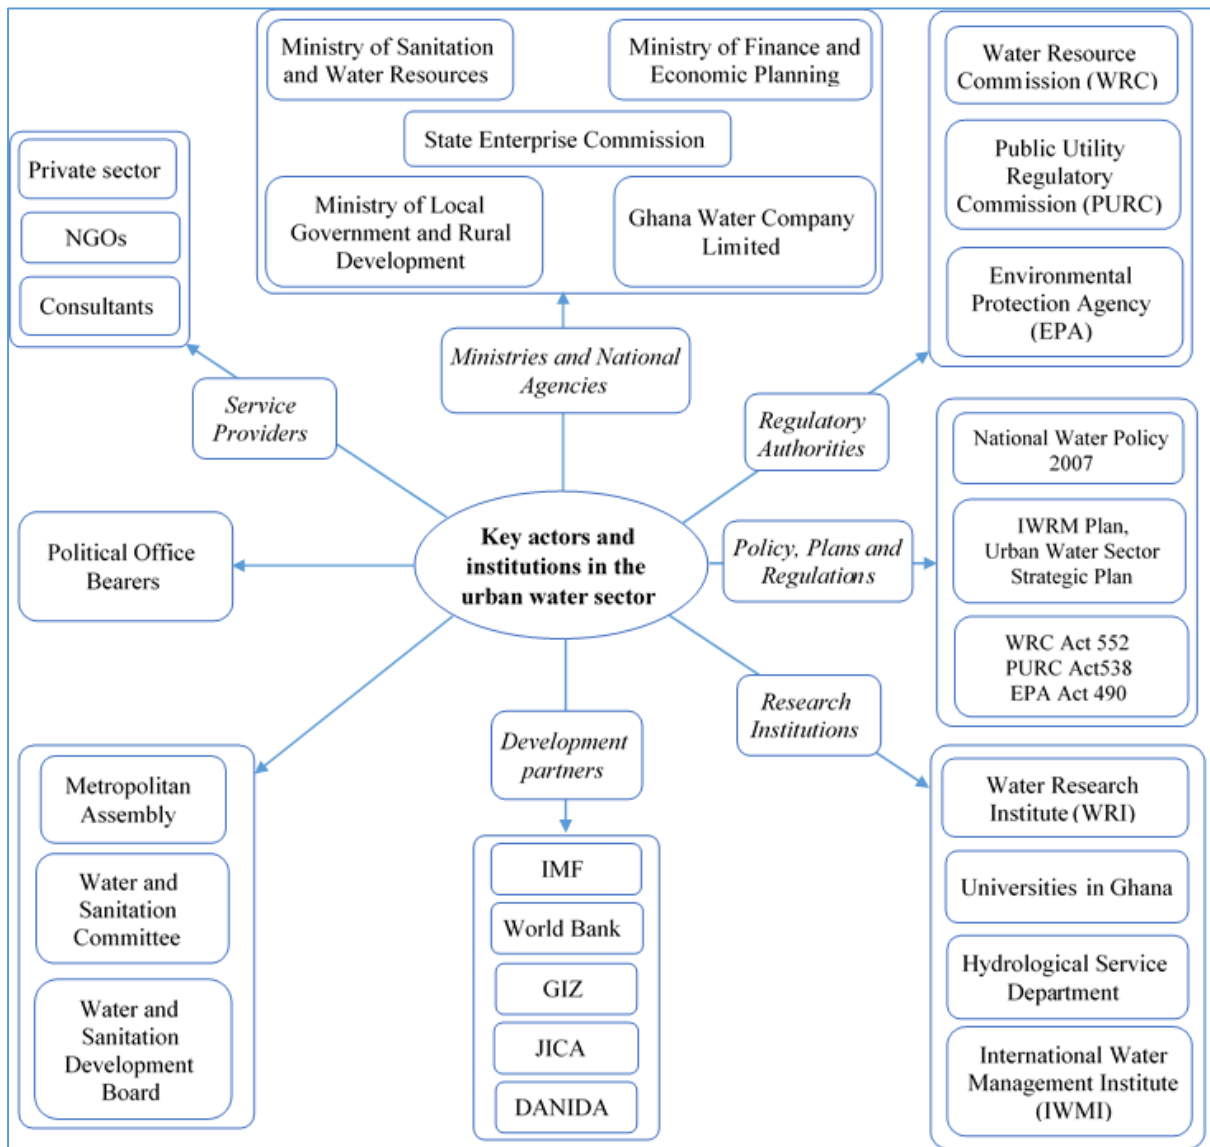 Ministry of Sanitation
and Water Resources
Ministry of Finance and
Economic Planning
State Enterprise Commission
Ministry of Local
Government and Rural
Development
Ghana Water Company
Limited
Water Resource
Commission (WRC)
Public Utility
Regulatory
Commission (PURC)
Environmental
Protection Agency
(EPA)
Private sector
NGOs
Consultants
Ministries and National
Agencies
Service
Providers
Regulatory
Authorities
National Water Policy
2007
IWRM Plan,
Urban Water Sector
Strategic Plan
WRC Act 552
PURC Act538
EPA Act 490
Political Office
Bearers
Key actors and
institutions in the
urban water sector
Policy, Plans and
Regulations
Research
Institutions
Development
partners
Metropolitan
Assembly
Water and
Sanitation
Committee
Water and
Sanitation
Development
Board
IMF
World Bank
GIZ
JICA
DANIDA
Water Research
Institute (WRI)
Universities in Ghana
Hydrological Service
Department
International Water
Management Institute
(IWMI)